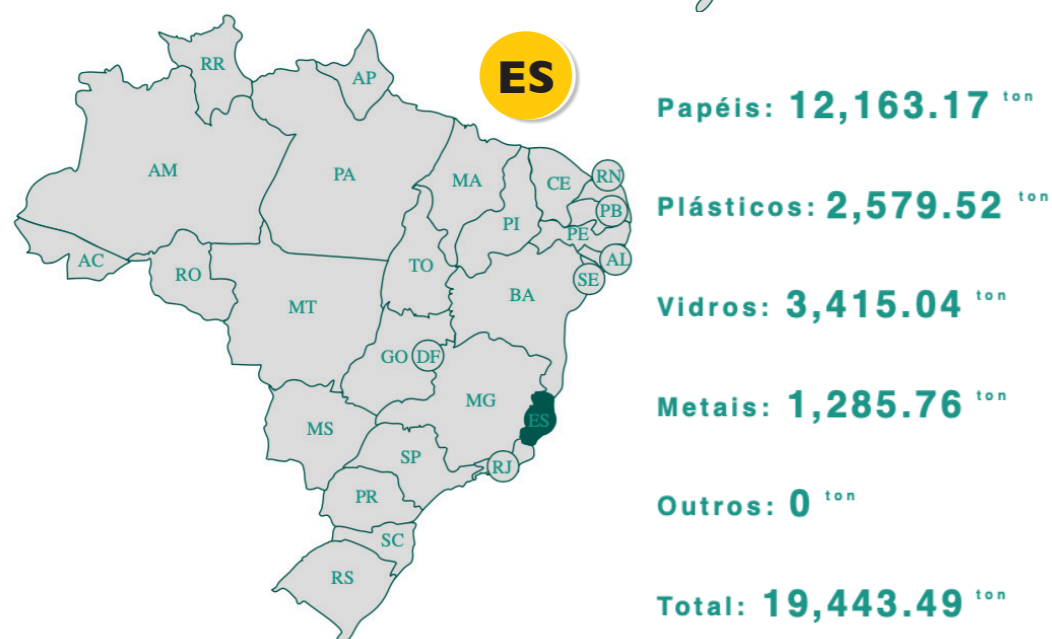 ES
RR
AP
AM
PA
MA
CE
RN
PI
PB
PE
AC
RO
TO
AL
SE
MT
BA
GO
DF
MG
MS
ES
SP
RJ
PR
SC
RS
Papéis: 12,163.17 ton
Plásticos: 2,579.52 ton
Vidros: 3,415.04 ton
Metais: 1,285.76 ton
Outros: 0 ton
Total: 19,443.49 ton